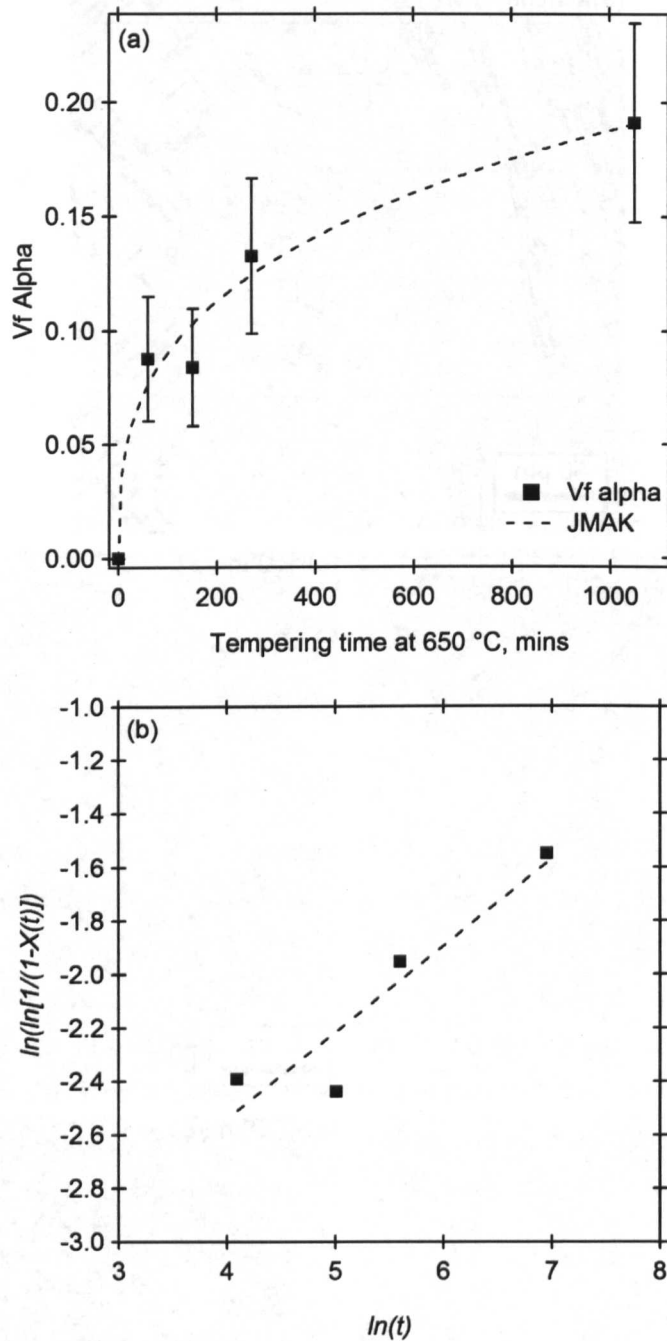 (a)
0.20
0.15
0.10
0.05
0.00
Vf Alpha
Vf alpha
JMAK
0 200 400 600 800 1000
Tempering time at 650 °C, mins
(b)
-1.0
-1.2
-1.4
-1.6
-1.8
-2.0
-2.2
-2.4
-2.6
-2.8
-3.0
ln(ln[1/(1-X(t)])
3 4 5 6 7 8
ln(t)